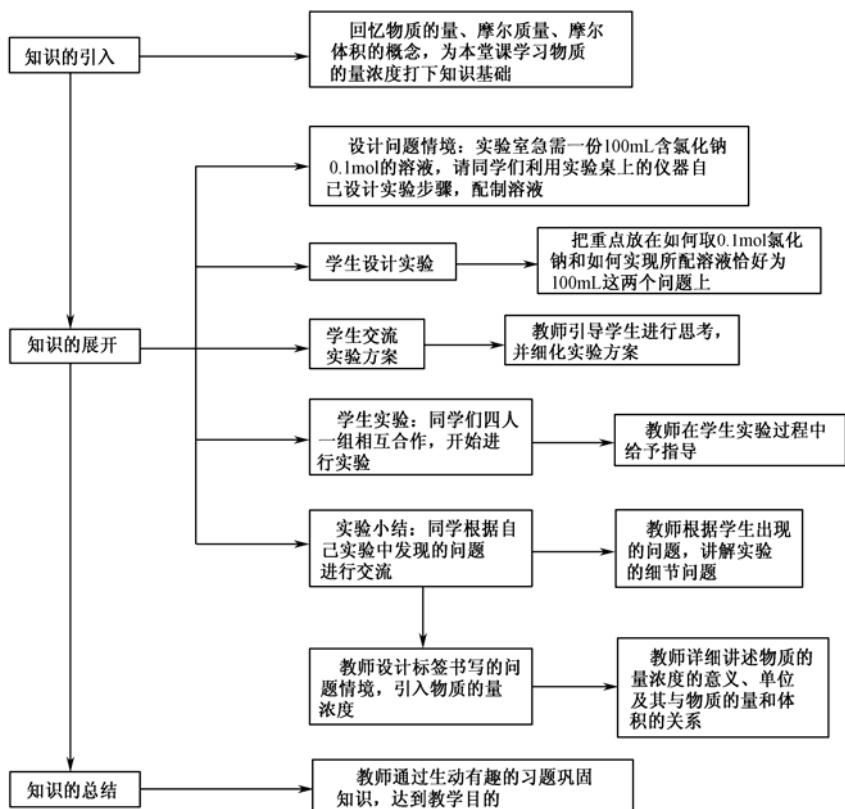 知识的引入
回忆物质的量、摩尔质量、摩尔
体积的概念，为本堂课学习物质
的量浓度打下知识基础
设计问题情境：实验室急需一份100mL含氯化钠
0.1mol的溶液，请同学们利用实验桌上的仪器自
己设计实验步骤，配制溶液
学生设计实验
把重点放在如何取0.1mol氯化
钠和如何实现所配溶液恰好为
100mL这两个问题上
知识的展开
学生交流
实验方案
教师引导学生进行思考，
并细化实验方案
学生实验：同学们四人
一组相互合作，开始进
行实验
教师在学生实验过程中
给予指导
实验小结：同学根据自
己实验中发现的问题
进行交流
教师根据学生出现
的问题，讲解实验
的细节问题
教师设计标签书写的问
题情境，引入物质的量
浓度
教师详细讲述物质的
量浓度的意义、单位
及其与物质的量和体
积的关系
知识的总结
教师通过生动有趣的习题巩固
知识，达到教学目的